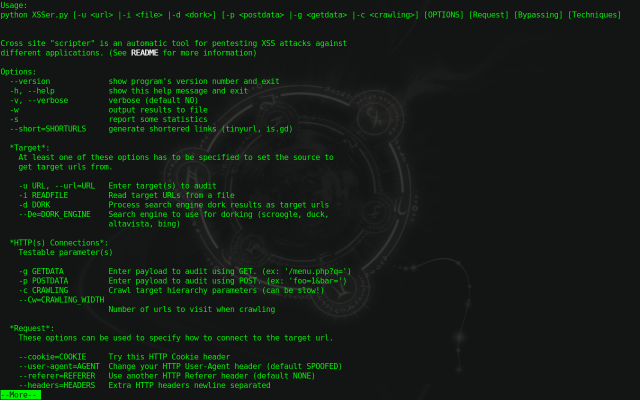 Usage:
python XSSer.py [-u <url> |-i <file> |-d <dork>] [-p <postdata> |-g <getdata> |-c <crawling>] [OPTIONS] [Request] [Bypassing] [Techniques]
Cross site "scripter" is an automatic tool for pentesting XSS attacks against
different applications. (See README for more information)
Options:
--version show program's version number and exit
-h, --help show this help message and exit
-v, --verbose verbose (default NO)
-w output results to file
-s report some statistics
--short=SHORTURLS generate shortered links (tinyurl, is.gd)
*Target*:
At least one of these options has to be specified to set the source to
get target urls from.
-u URL, --url=URL Enter target(s) to audit
-i READFILE Read target URLs from a file
-d DORK Process search engine dork results as target urls
--De=DORK_ENGINE Search engine to use for dorking (scroogle, duck,
altavista, bing)
*HTTP(s) Connections*:
Testable parameter(s)
-g GETDATA Enter payload to audit using GET. (ex: '/menu.php?q=')
-p POSTDATA Enter payload to audit using POST. (ex: 'foo=1&bar=')
-c CRAWLING Crawl target hierarchy parameters (can be slow!)
--Cw=CRAWLING_WIDTH
Number of urls to visit when crawling
*Request*:
These options can be used to specify how to connect to the target url.
--cookie=COOKIE Try this HTTP Cookie header
--user-agent=AGENT Change your HTTP User-Agent header (default SPOOFED)
--referer=REFERER Use another HTTP Referer header (default NONE)
--headers=HEADERS Extra HTTP headers newline separated
--More--